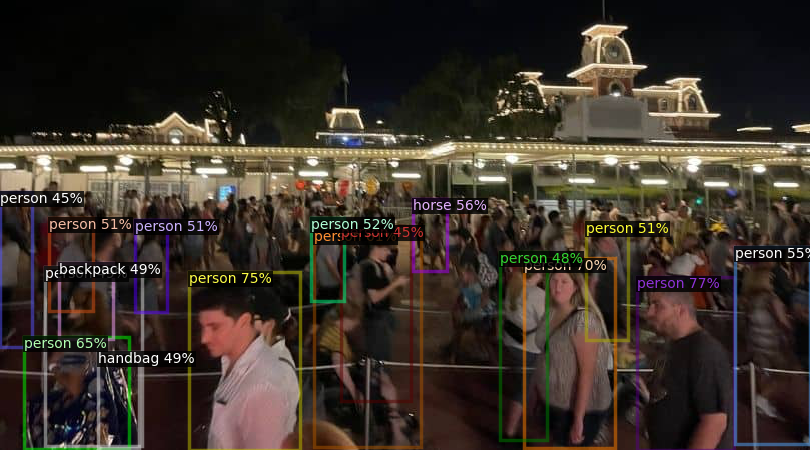 person 45%
person 51%
person 51%
person 52%
horse 56%
person 51%
person 45%
person 48%
person 70%
person 55%
backpack 49%
person 75%
person 77%
person 65%
handbag 49%